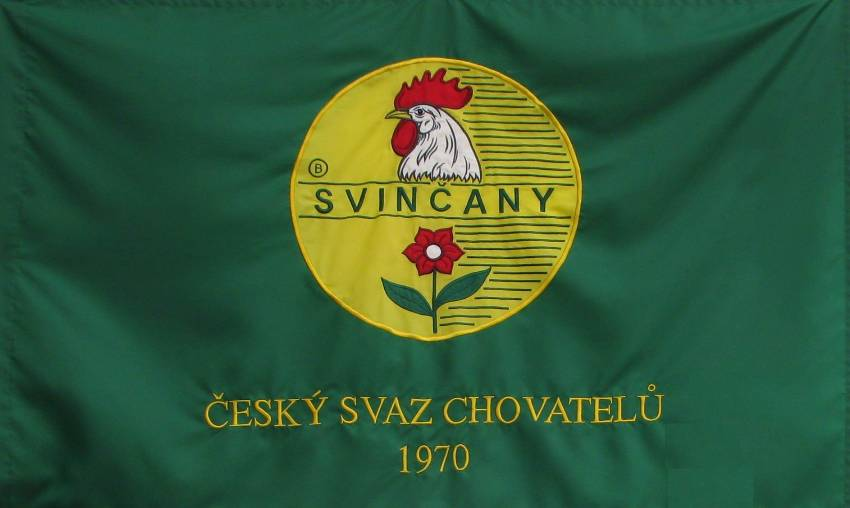 B
SVINČANY
ČESKÝ SVAZ CHOVATELŮ
1970